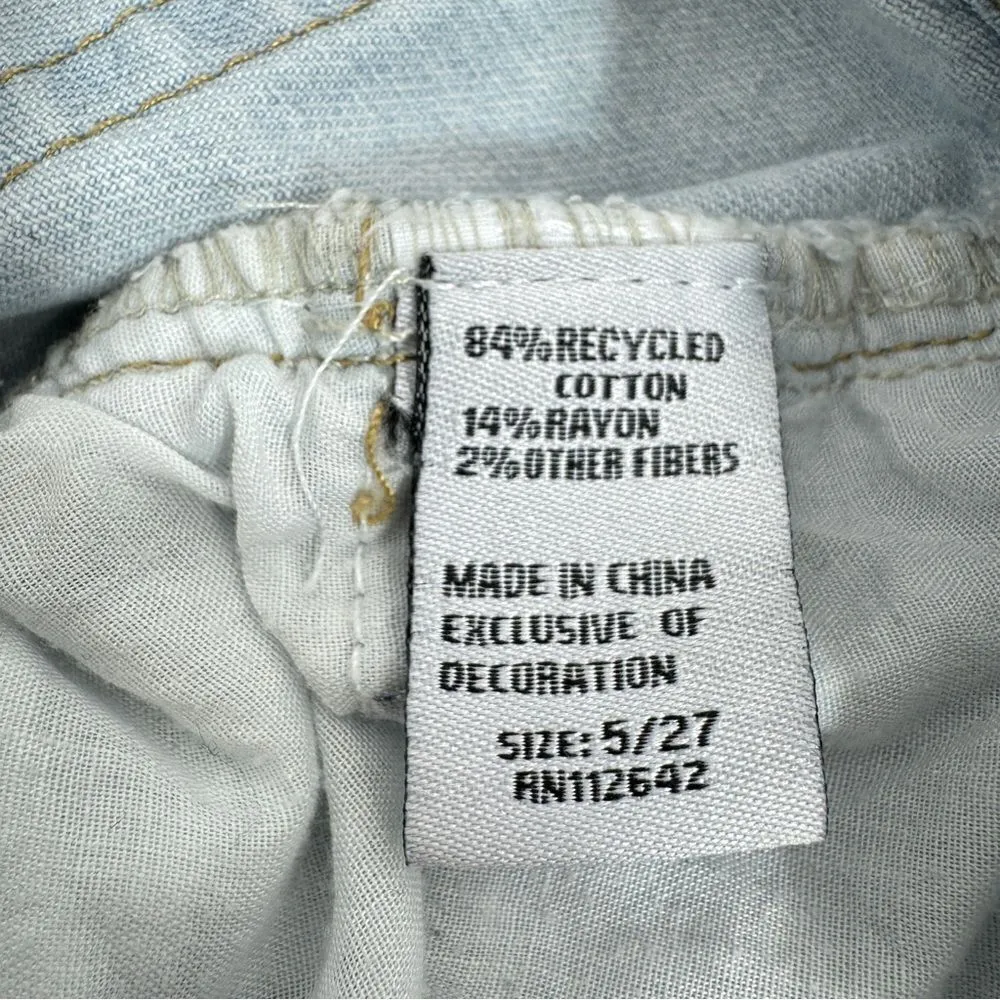 84% RECYCLED
COTTON
14% RAYON
2% OTHER FIBERS
MADE IN CHINA
EXCLUSIVE OF
DECORATION
SIZE: 5/27
RN112642